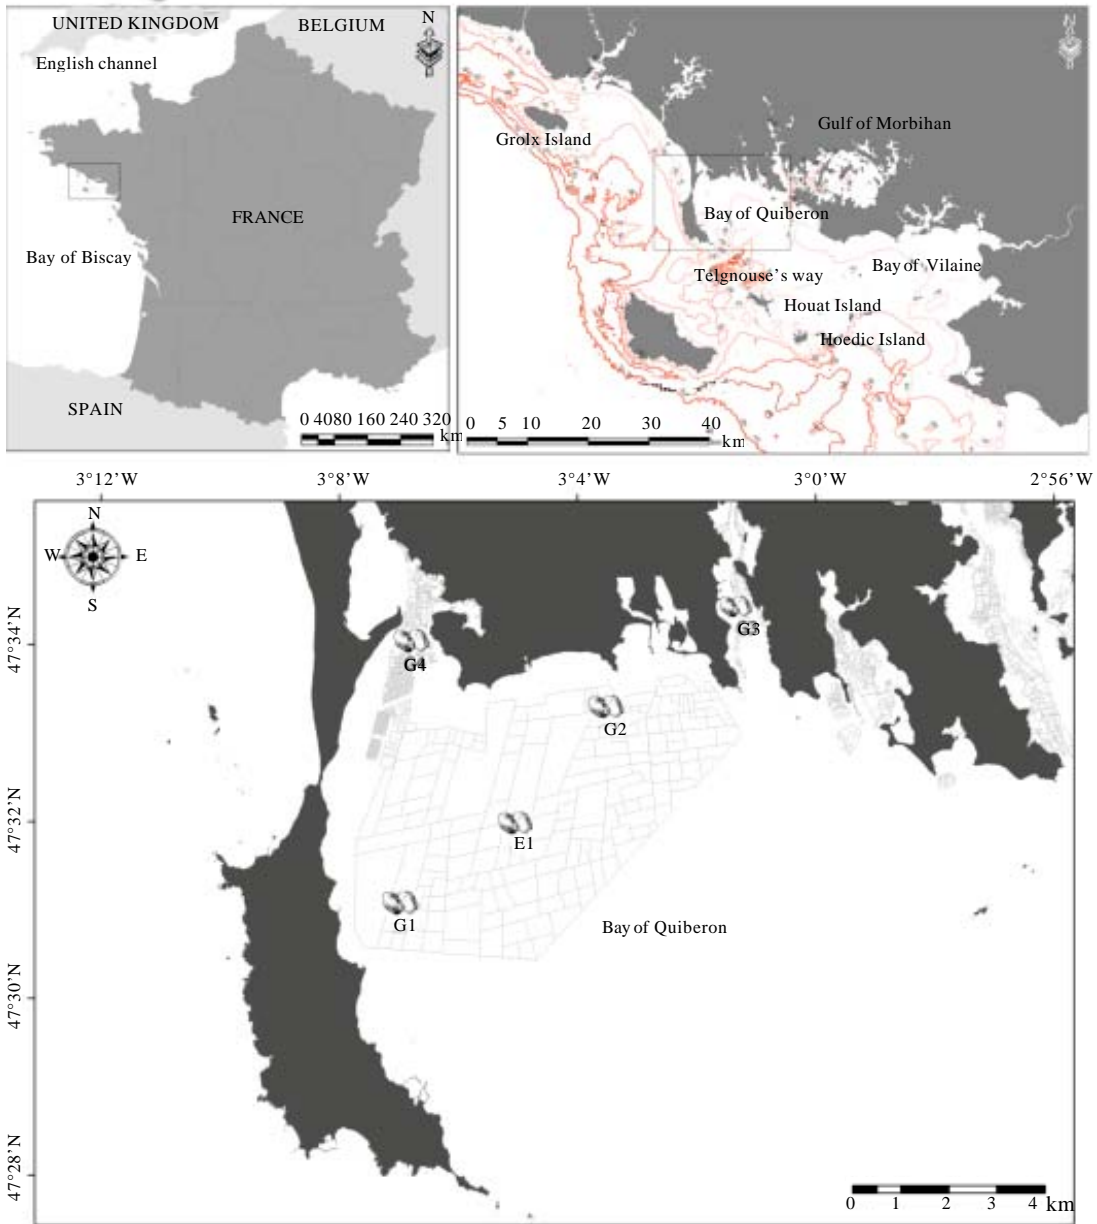 UNITED KINGDOM
BELGIUM
N
English channel
FRANCE
Bay of Biscay
SPAIN
0 4080 160 240 320
km
N
Grolx Island
Gulf of Morbihan
Bay of Quiberon
Telgnouse's way
Bay of Vilaine
Houat Island
Hoedic Island
0 5 10 20 30 40
km
3°12'W 3°8'W 3°4'W 3°0'W 2°56'W
N
W E
S
47°34'N
47°32'N
47°30'N
47°28'N
G3
G4
G2
E1
G1
Bay of Quiberon
0 1 2 3 4 km